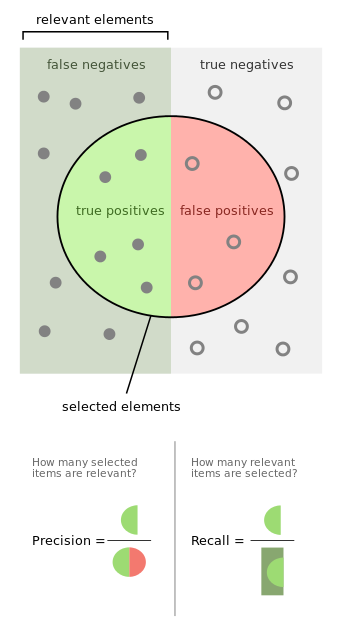 relevant elements
false negatives
true negatives
true positives
false positives
selected elements
How many selected
items are relevant?
Precision =
How many relevant
items are selected?
Recall =